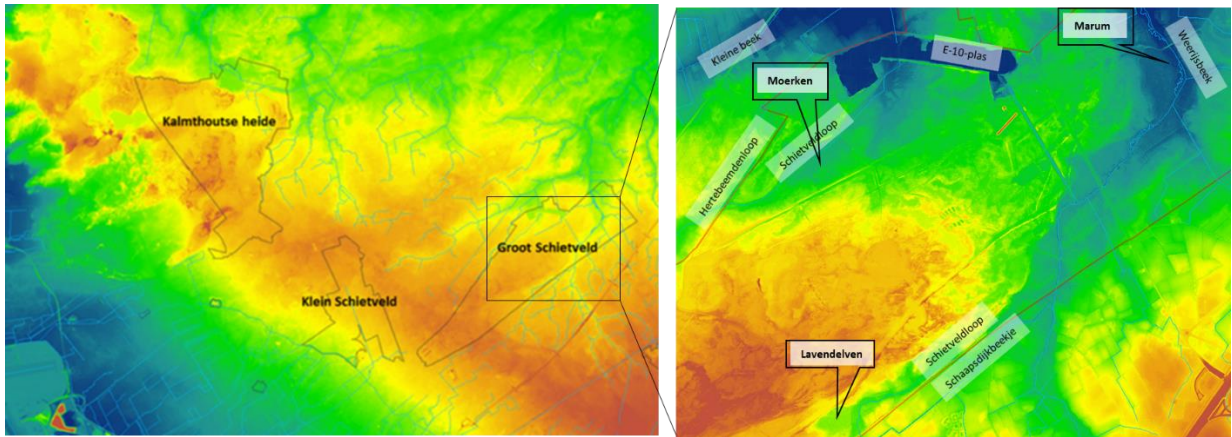 Kalmthoutse heide
Klein Schietveld
Groot Schietveld
Kleine beek
E-10-plas
Marum
Weerijsbeek
Moerken
Schietveldloop
Hertebeemdenloop
Lavendelven
Schietveldloop
Schaapsdijkbeekje